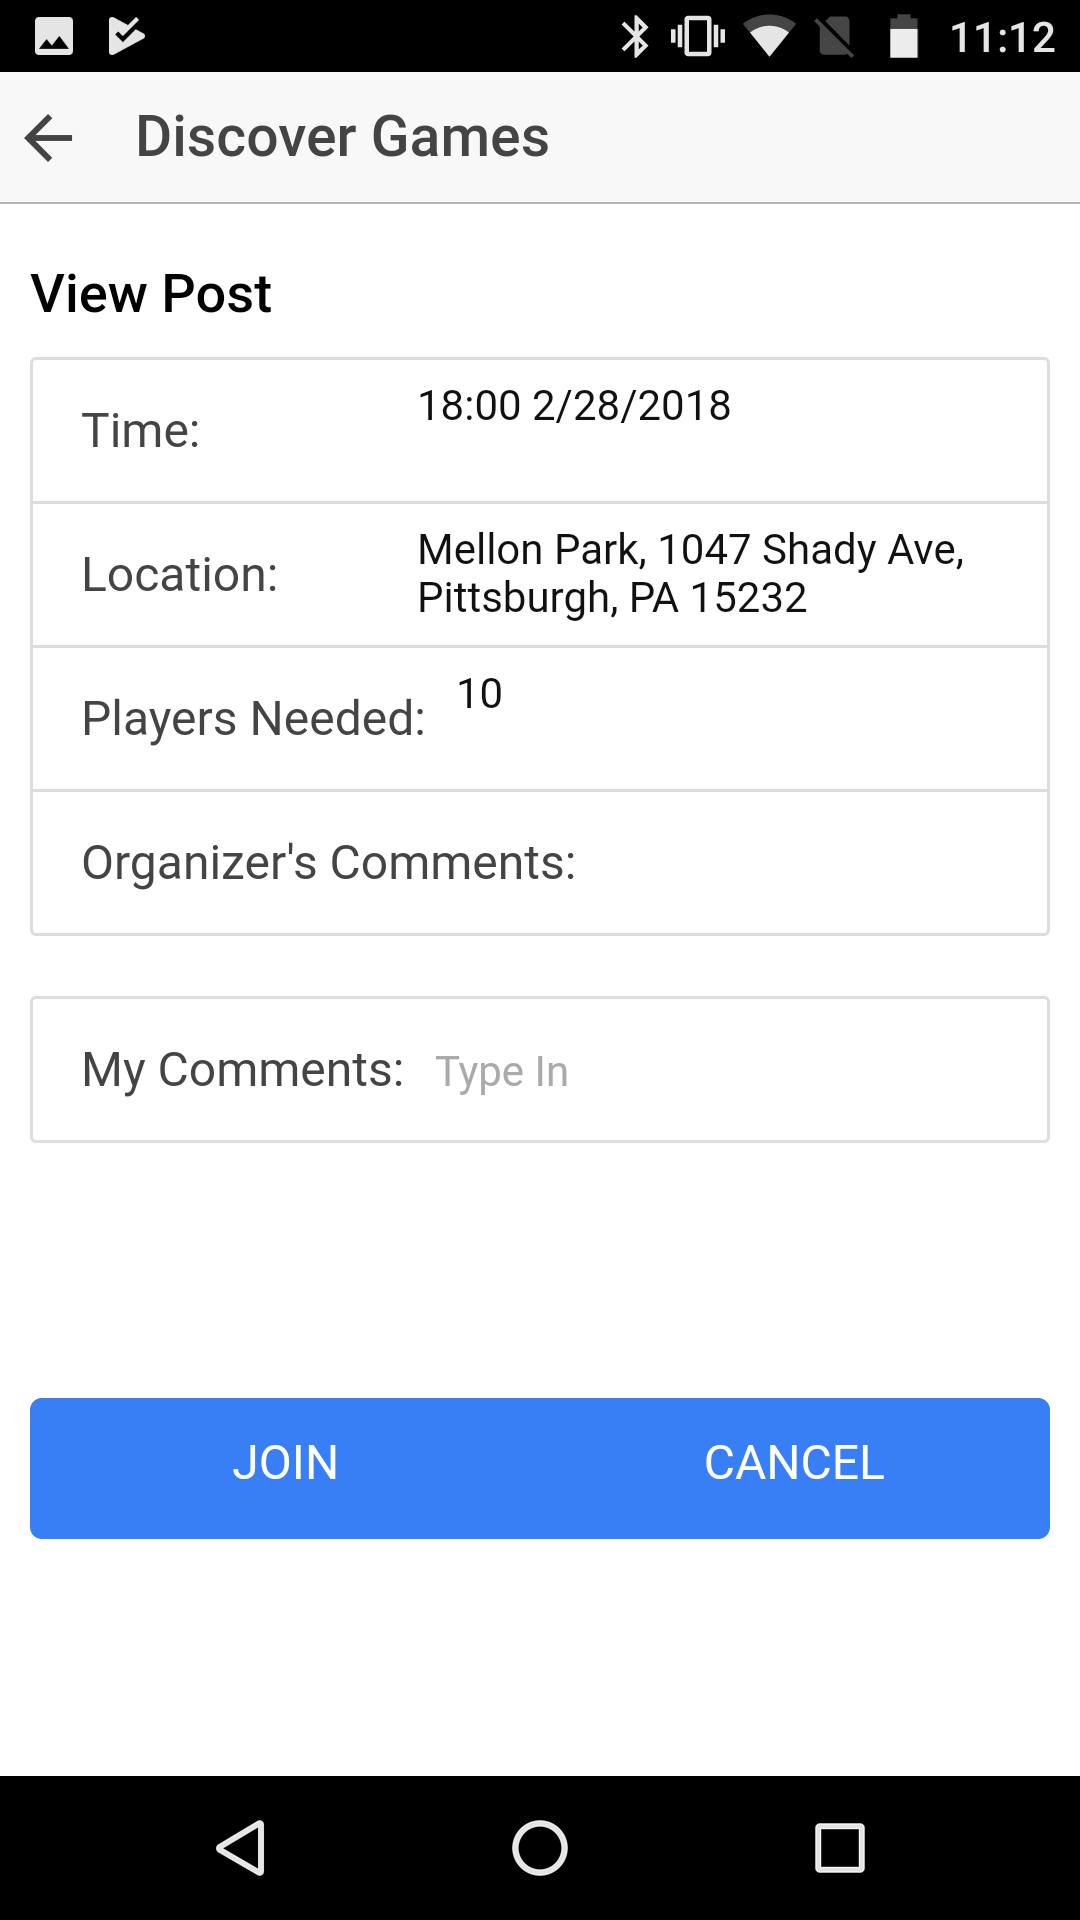 11:12
Discover Games
View Post
Time: 18:00 2/28/2018
Location: Mellon Park, 1047 Shady Ave,
Pittsburgh, PA 15232
Players Needed: 10
Organizer's Comments:
My Comments: Type In
JOIN CANCEL